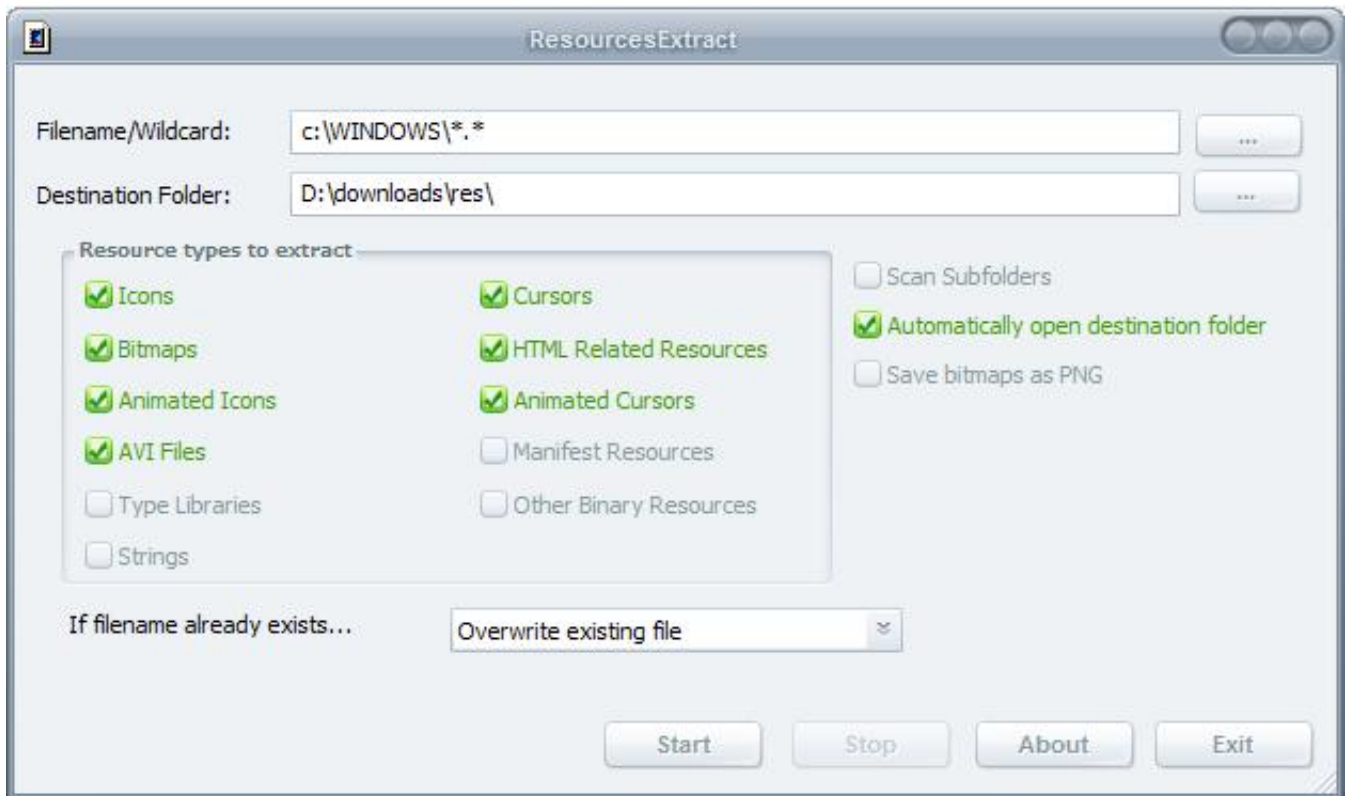 ResourcesExtract
Filename/Wildcard: c:\WINDOWS\*.* ...
Destination Folder: D:\downloads\res\ ...
Resource types to extract
Icons Cursors
Bitmaps HTML Related Resources
Animated Icons Animated Cursors
AVI Files Manifest Resources
Type Libraries Other Binary Resources
Strings
Scan Subfolders
Automatically open destination folder
Save bitmaps as PNG
If filename already exists... Overwrite existing file
Start Stop About Exit